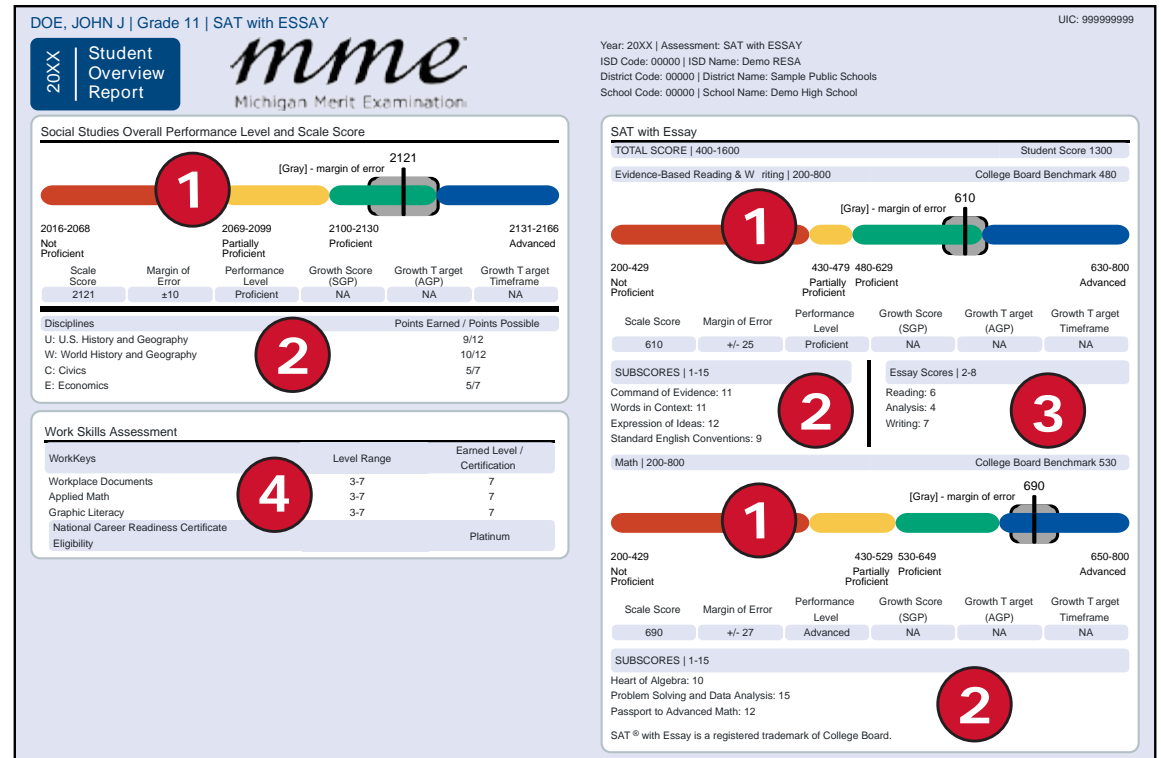 DOE, JOHN J | Grade 11 | SAT with ESSAY
UIC: 999999999
20XX
Student
Overview
Report
mme
Michigan Merit Examination
Year: 20XX | Assessment: SAT with ESSAY
ISD Code: 00000 | ISD Name: Demo RESA
District Code: 00000 | District Name: Sample Public Schools
School Code: 00000 | School Name: Demo High School
Social Studies Overall Performance Level and Scale Score
2121
[Gray] - margin of error
1
2016-2068 2069-2099 2100-2130 2131-2166
Not Proficient Partially Proficient Proficient Advanced
Scale Score Margin of Error Performance Level Growth Score (SGP) Growth T arget (AGP) Growth T arget Timeframe
2121 ±10 Proficient NA NA NA
Disciplines Points Earned / Points Possible
U: U.S. History and Geography 9/12
W: World History and Geography 10/12
C: Civics 5/7
E: Economics 5/7
2
Work Skills Assessment
WorkKeys Level Range Earned Level / Certification
Workplace Documents 3-7 7
Applied Math 3-7 7
Graphic Literacy 3-7 7
National Career Readiness Certificate Eligibility Platinum
4
SAT with Essay
TOTAL SCORE | 400-1600 Student Score 1300
Evidence-Based Reading & W riting | 200-800 College Board Benchmark 480
610
[Gray] - margin of error
1
200-429 430-479 480-629 630-800
Not Proficient Partially Proficient Proficient Advanced
Scale Score Margin of Error Performance Level Growth Score (SGP) Growth T arget (AGP) Growth T arget Timeframe
610 +/- 25 Proficient NA NA NA
SUBSCORES | 1-15
Command of Evidence: 11
Words in Context: 11
Expression of Ideas: 12
Standard English Conventions: 9
2
Essay Scores | 2-8
Reading: 6
Analysis: 4
Writing: 7
3
Math | 200-800 College Board Benchmark 530
690
[Gray] - margin of error
1
200-429 430-529 530-649 650-800
Not Proficient Partially Proficient Proficient Advanced
Scale Score Margin of Error Performance Level Growth Score (SGP) Growth T arget (AGP) Growth T arget Timeframe
690 +/- 27 Advanced NA NA NA
SUBSCORES | 1-15
Heart of Algebra: 10
Problem Solving and Data Analysis: 15
Passport to Advanced Math: 12
2
SAT ® with Essay is a registered trademark of College Board.